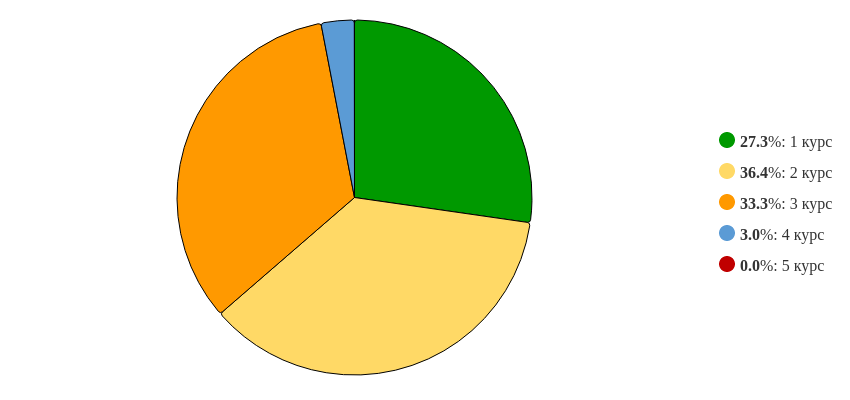 27.3%: 1 курс
36.4%: 2 курс
33.3%: 3 курс
3.0%: 4 курс
0.0%: 5 курс